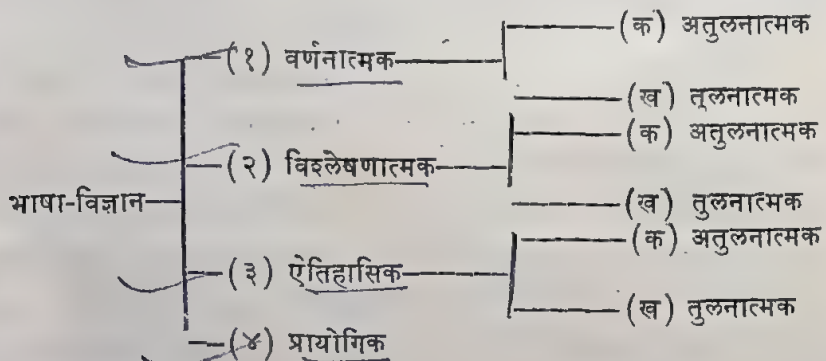 (१) वर्णनात्मक
(क) अतुलनात्मक
(ख) तुलनात्मक
(२) विश्लेषणात्मक
(क) अतुलनात्मक
(ख) तुलनात्मक
भाषा-विज्ञान
(३) ऐतिहासिक
(क) अतुलनात्मक
(ख) तुलनात्मक
(४) प्रायोगिक